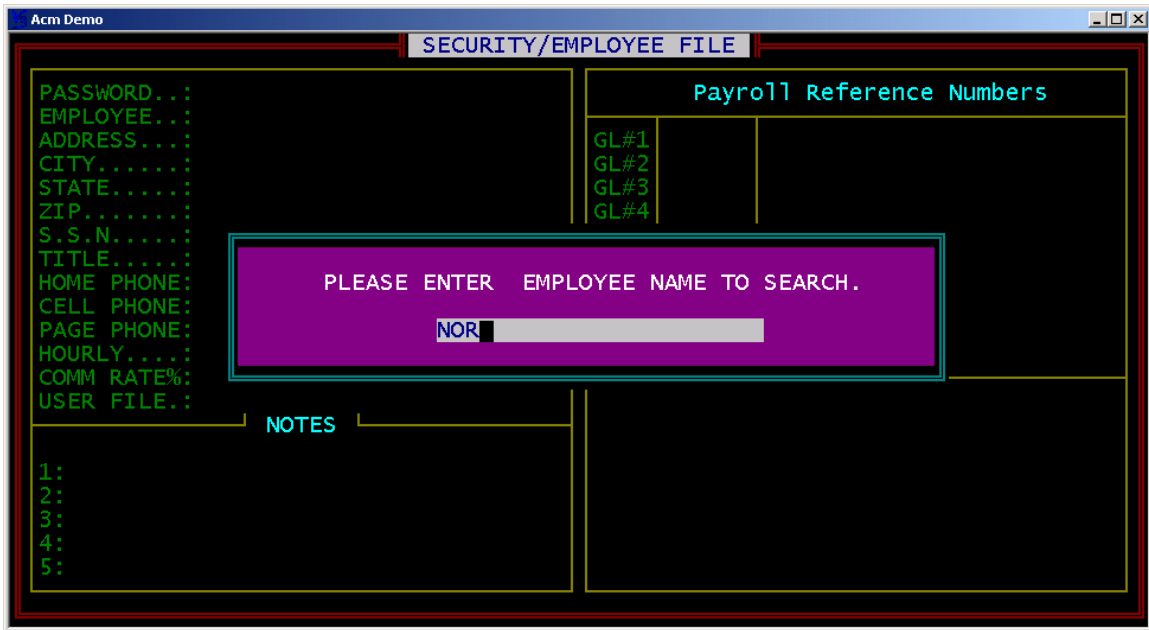 Acm Demo
SECURITY/EMPLOYEE FILE
PASSWORD..:
EMPLOYEE..:
ADDRESS...:
CITY......:
STATE.....:
ZIP.......:
S.S.N.....:
TITLE.....:
HOME PHONE:
CELL PHONE:
PAGE PHONE:
HOURLY....:
COMM RATE%:
USER FILE.:
Payroll Reference Numbers
GL#1
GL#2
GL#3
GL#4
PLEASE ENTER  EMPLOYEE NAME TO SEARCH.
NOR
NOTES
1:
2:
3:
4:
5: